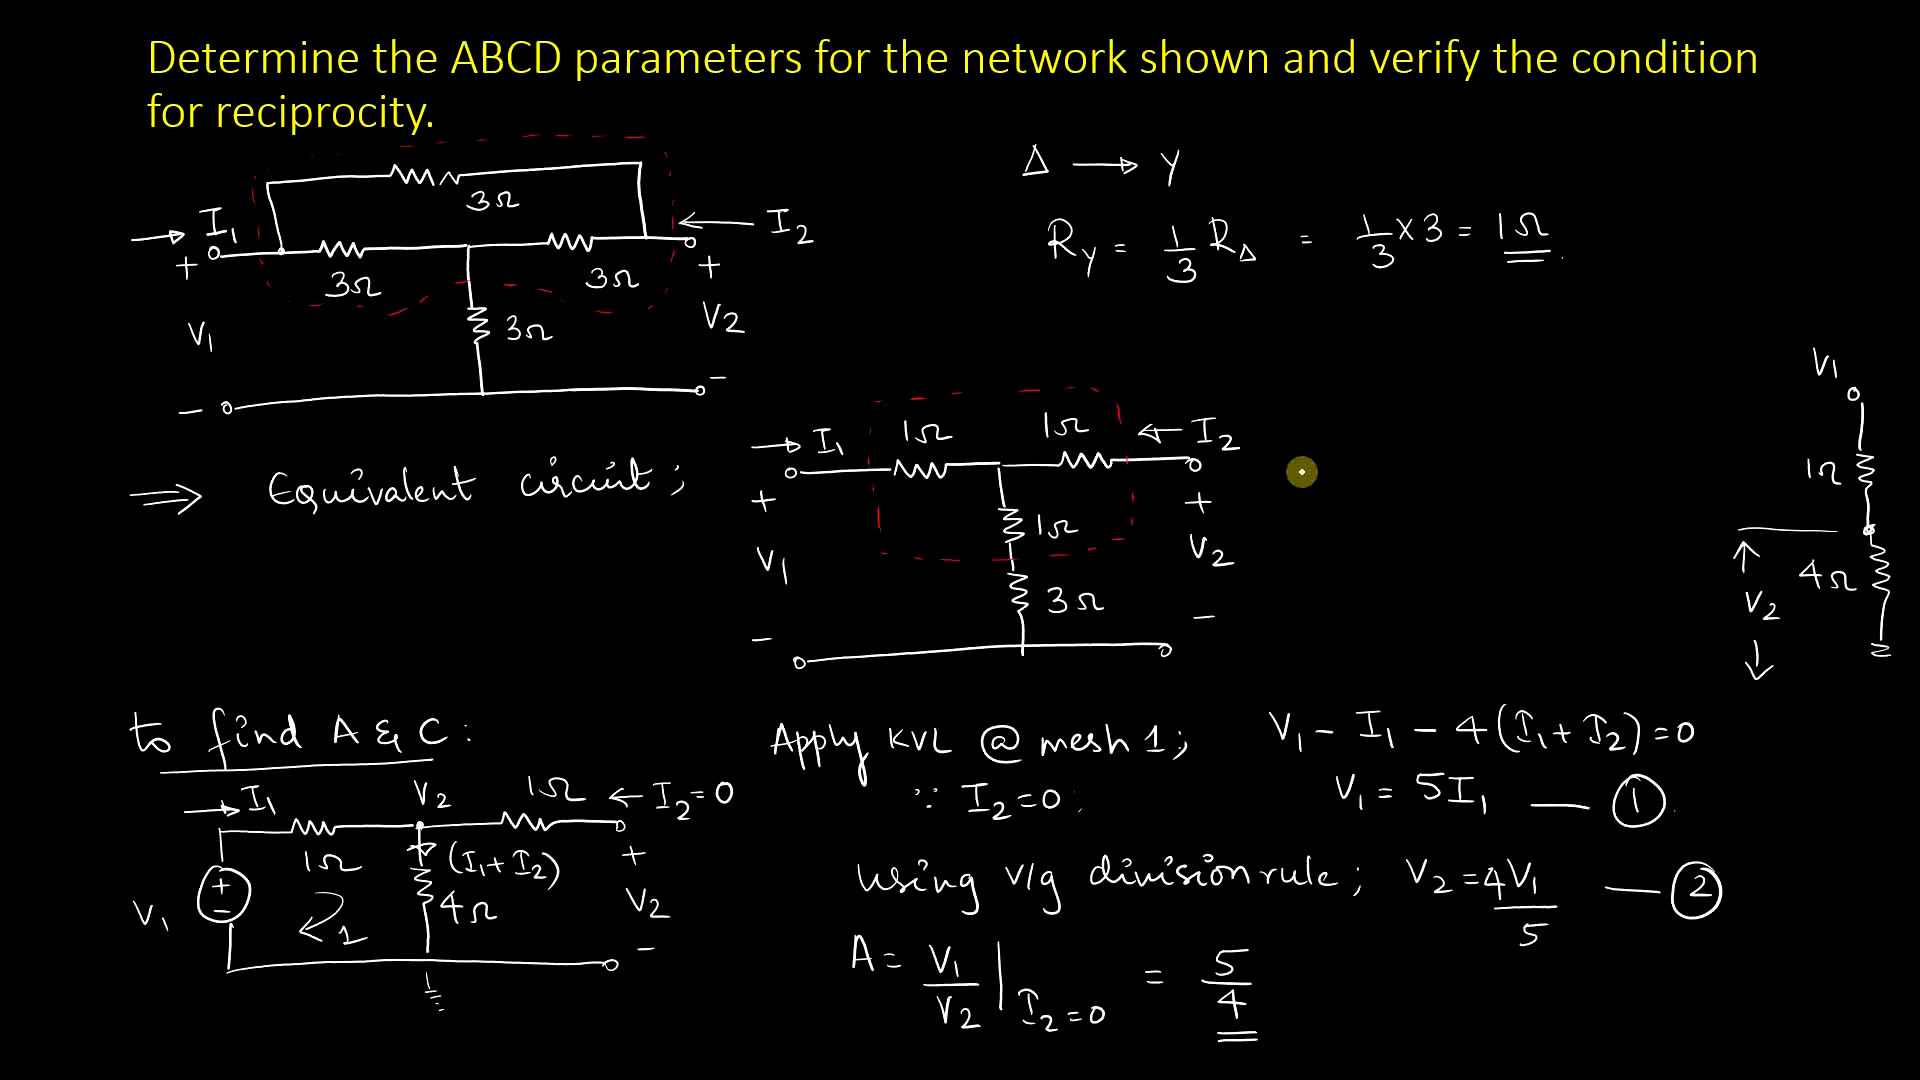 Determine the ABCD parameters for the network shown and verify the condition
for reciprocity.
Δ → Y
R_Y = 1/3 R_Δ = 1/3 × 3 = 1Ω
3Ω
→ I₁
← I₂
3Ω
3Ω
3Ω
+
+
V₁
V₂
-
-
⇒ Equivalent circuit ;
→ I₁
1Ω
1Ω
← I₂
+
+
1Ω
V₁
V₂
3Ω
-
-
V₁
1Ω
4Ω
↑
V₂
↓
to find A & C :
→ I₁
V₂
1Ω
← I₂ = 0
1Ω
(I₁ + I₂)
+
V₁
+
-
1
4Ω
V₂
-
Apply KVL @ mesh 1 ; V₁ - I₁ - 4 (I₁ + I₂) = 0
∵ I₂ = 0 ; V₁ = 5I₁ — ①
using v/g division rule ; V₂ = 4V₁/5 — ②
A = V₁/V₂ | I₂ = 0 = 5/4